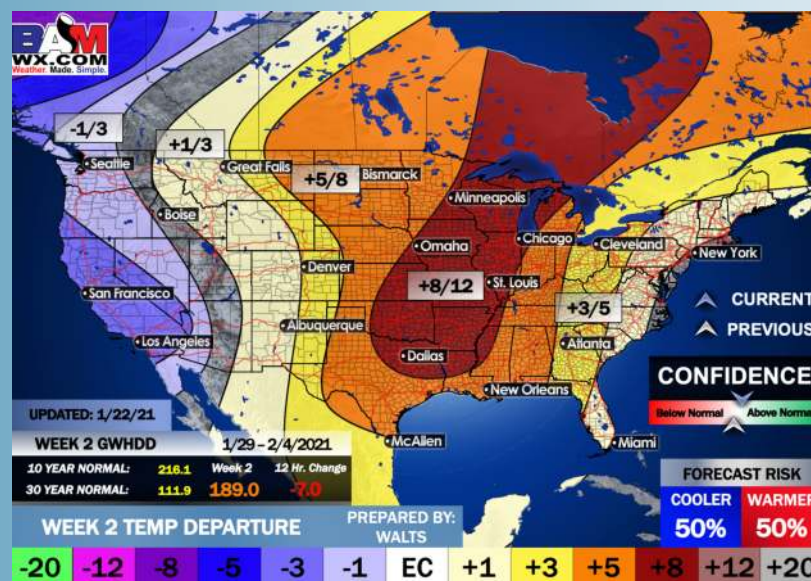 BAM
WX.COM
Weather. Made. Simple.
-1/3
+1/3
Seattle
Great Falls
+5/8
Bismarck
Minneapolis
Boise
Omaha
Chicago
Cleveland
New York
Denver
San Francisco
+8/12
St. Louis
+3/5
CURRENT
PREVIOUS
Albuquerque
Los Angeles
Atlanta
Dallas
CONFIDENCE
Below Normal
Above Norma
New Orleans
UPDATED: 1/22/21
McAllen
Miami
WEEK 2 GWHDD 1/29 - 2/4/2021
10 YEAR NORMAL: 216.1 Week 2 12 Hr. Change
30 YEAR NORMAL: 111.9 189.0 -7.0
FORECAST RISK
COOLER WARMER
50% 50%
WEEK 2 TEMP DEPARTURE
PREPARED BY:
WALTS
-20 -12 -8 -5 -3 -1 EC +1 +3 +5 +8 +12 +20